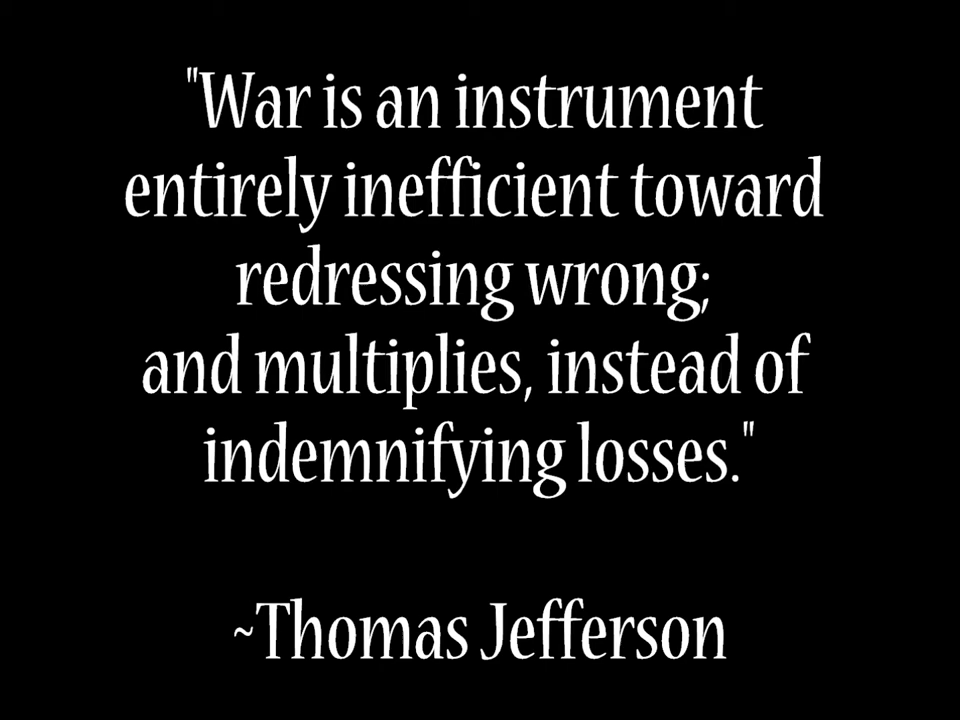 "War is an instrument
entirely inefficient toward
redressing wrong;
and multiplies, instead of
indemnifying losses."
~Thomas Jefferson